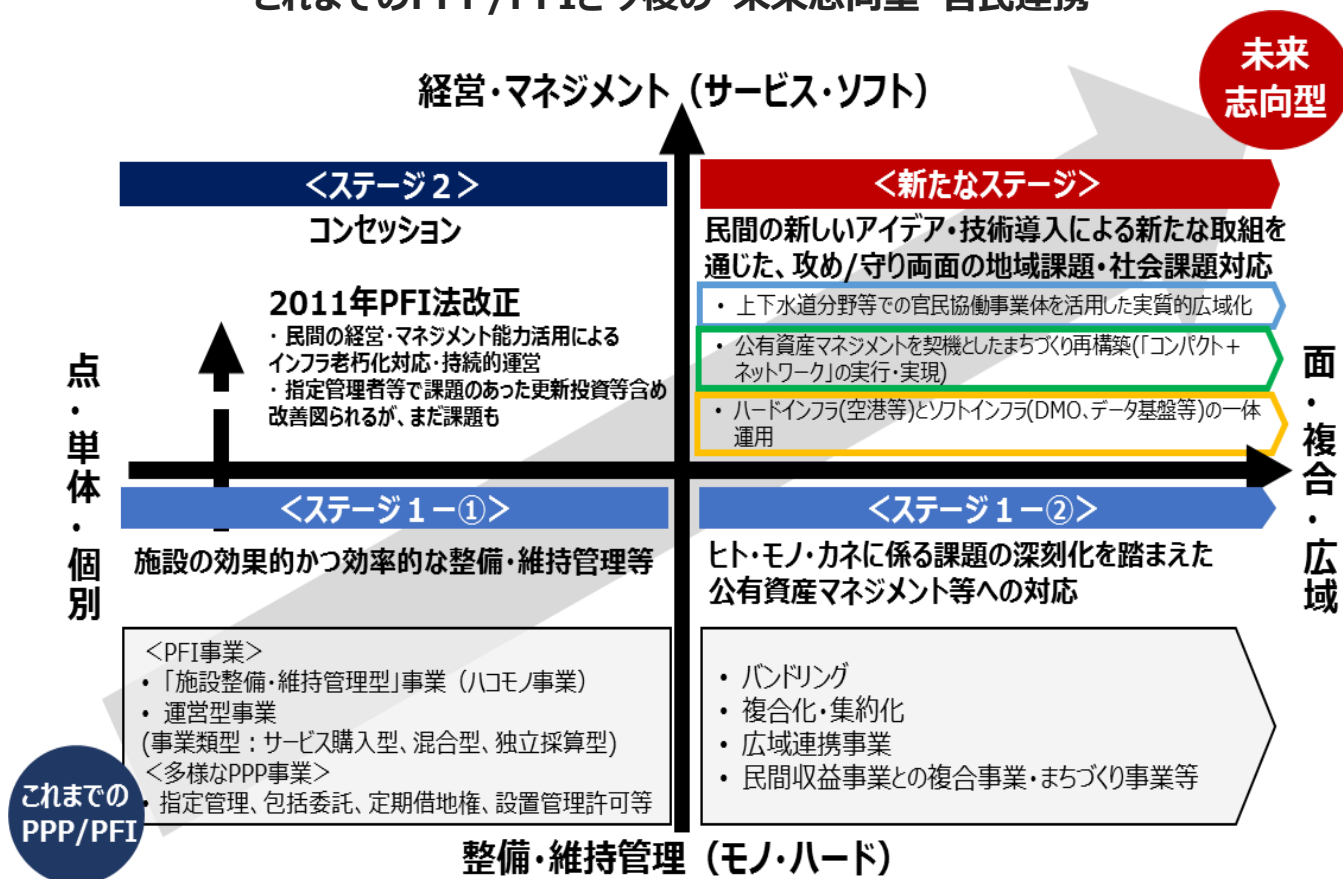 これまでのPPP/PFIと今後の“未来志向型”官民連携
未来
志向型
経営・マネジメント（サービス・ソフト）
＜ステージ２＞
コンセッション
2011年PFI法改正
・民間の経営・マネジメント能力活用による
インフラ老朽化対応・持続的運営
・指定管理者等で課題のあった更新投資等含め
改善図られるが、まだ課題も
＜新たなステージ＞
民間の新しいアイデア・技術導入による新たな取組を
通じた、攻め/守り両面の地域課題・社会課題対応
• 上下水道分野等での官民協働事業体を活用した実質的広域化
• 公有資産マネジメントを契機としたまちづくり再構築(「コンパクト＋
ネットワーク」の実行・実現)
• ハードインフラ(空港等)とソフトインフラ(DMO、データ基盤等)の一体
運用
点・単体・個別
面・複合・広域
＜ステージ１－①＞
施設の効果的かつ効率的な整備・維持管理等
＜PFI事業＞
• 「施設整備・維持管理型」事業（ハコモノ事業）
• 運営型事業
(事業類型：サービス購入型、混合型、独立採算型)
＜多様なPPP事業＞
• 指定管理、包括委託、定期借地権、設置管理許可等
＜ステージ１－②＞
ヒト・モノ・カネに係る課題の深刻化を踏まえた
公有資産マネジメント等への対応
• バンドリング
• 複合化・集約化
• 広域連携事業
• 民間収益事業との複合事業・まちづくり事業等
これまでの
PPP/PFI
整備・維持管理（モノ・ハード）